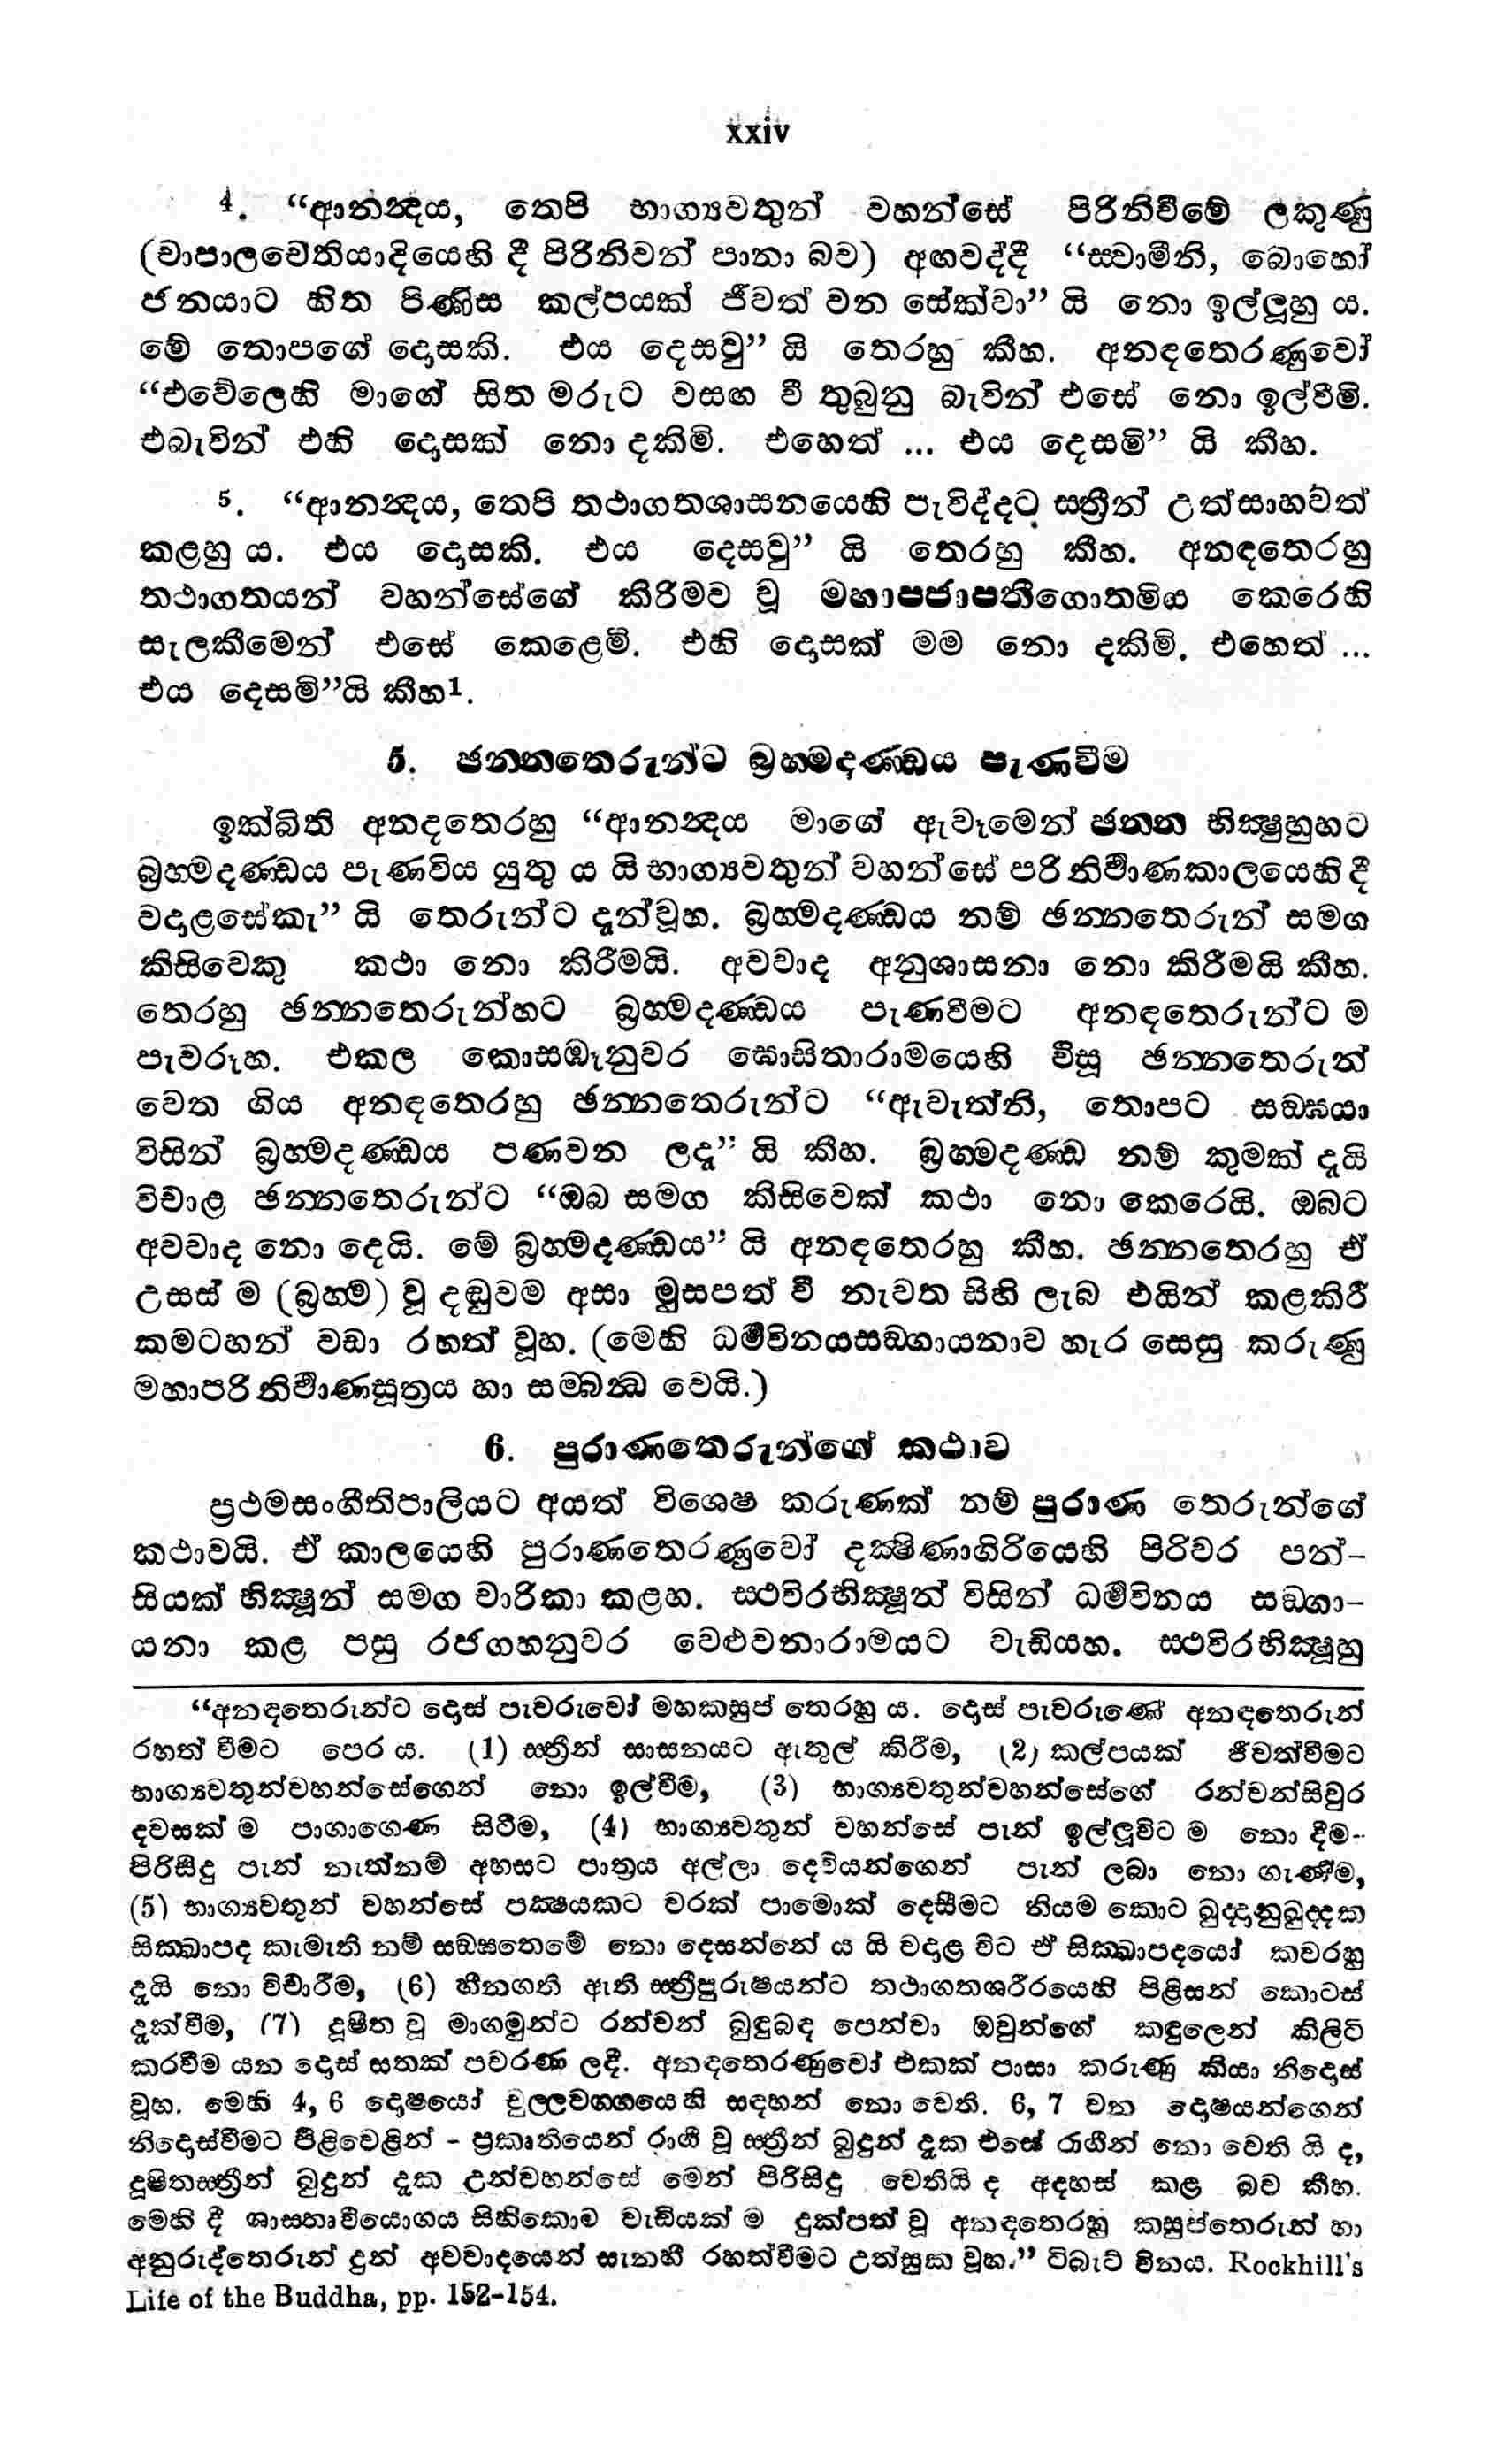 xxiv
4. “ආනන්‍දය, තෙපි භාග්‍යවතුන් වහන්සේ පිරිනිවීමේ ලකුණු
(චාපාලචේතියාදියෙහි දී පිරිනිවන් පානා බව) අඟවද්දී “ස්වාමීනි, බොහෝ
ජනයාට හිත පිණිස කල්පයක් ජීවත් වන සේක්වා” යි නො ඉල්ලූහු ය.
මේ තොපගේ දොසකි. එය දෙසවු” යි තෙරහු කීහ. අනඳතෙරණුවෝ
“එවේලෙහි මාගේ සිත මරුට වසඟ වී තුබුනු බැවින් එසේ නො ඉල්වීමි.
එබැවින් එහි දොසක් නො දකිමි. එහෙත් ... එය දෙසමි” යි කීහ.
5. “ආනන්‍දය, තෙපි තථාගතශාසනයෙහි පැවිද්දට ස්ත්‍රීන් උත්සාහවත්
කළහු ය. එය දොසකි. එය දෙසවු” යි තෙරහු කීහ. අනඳතෙරහු
තථාගතයන් වහන්සේගේ කිරිමව වූ මහාපජාපතීගොතමිය කෙරෙහි
සැලකීමෙන් එසේ කෙළෙමි. එහි දොසක් මම නො දකිමි. එහෙත් ...
එය දෙසමි”යි කීහ1.
5. ඡන්නතෙරුන්ට බ්‍රහ්මදණ්ඩය පැණවීම
ඉක්බිති අනඳතෙරහු “ආනන්‍දය මාගේ ඇවෑමෙන් ඡන්න භික්‍ෂුහුහට
බ්‍රහ්මදණ්ඩය පැණවිය යුතු ය යි භාග්‍යවතුන් වහන්සේ පරිනිර්‍වාණකාලයෙහි දී
වදාළසේකැ” යි තෙරුන්ට දැන්වූහ. බ්‍රහ්මදණ්ඩය නම් ඡන්නතෙරුන් සමග
කිසිවෙකු කථා නො කිරීමයි. අවවාද අනුශාසනා නො කිරීමයි කීහ.
තෙරහු ඡන්නතෙරුන්හට බ්‍රහ්මදණ්ඩය පැණවීමට අනඳතෙරුන්ට ම
පැවරූහ. එකල කොසඹෑනුවර ඝොසිතාරාමයෙහි විසූ ඡන්නතෙරුන්
වෙත ගිය අනඳතෙරහු ඡන්නතෙරුන්ට “ඇවැත්නි, තොපට සඞ්ඝයා
විසින් බ්‍රහ්මදණ්ඩය පණවන ලදැ” යි කීහ. බ්‍රහ්මදණ්ඩ නම් කුමක් දැයි
විචාළ ඡන්නතෙරුන්ට “ඔබ සමග කිසිවෙක් කථා නො කෙරෙයි. ඔබට
අවවාද නො දෙයි. මේ බ්‍රහ්මදණ්ඩය” යි අනඳතෙරහු කීහ. ඡන්නතෙරහු ඒ
උසස් ම (බ්‍රහ්ම) වූ දඬුවම අසා මුසපත් වී නැවත සිහි ලැබ එයින් කළකිරී
කමටහන් වඩා රහත් වූහ. (මෙහි ධර්‍මවිනයසඞ්ගායනාව හැර සෙසු කරුණු
මහාපරිනිර්‍වාණසූත්‍රය හා සම්බන්‍ධ වෙයි.)
6. පුරාණතෙරුන්ගේ කථාව
ප්‍රථමසංගීතිපාලියට අයත් විශෙෂ කරුණක් නම් පුරාණ තෙරුන්ගේ
කථාවයි. ඒ කාලයෙහි පුරාණතෙරණුවෝ දක්‍ෂිණාගිරියෙහි පිරිවර පන්-
සියක් භික්‍ෂූන් සමග චාරිකා කළහ. ස්ථවිරභික්‍ෂූන් විසින් ධර්‍මවිනය සඞ්ගා-
යනා කළ පසු රජගහනුවර වෙළුවනාරාමයට වැඩියහ. ස්ථවිරභික්‍ෂූහු
“අනඳතෙරුන්ට දොස් පැවරුවෝ මහකසුප් තෙරහු ය. දොස් පැවරුණේ අනඳතෙරුන්
රහත් වීමට පෙර ය. (1) ස්ත්‍රීන් සාසනයට ඇතුල් කිරීම, (2) කල්පයක් ජීවත්වීමට
භාග්‍යවතුන්වහන්සේගෙන් නො ඉල්වීම, (3) භාග්‍යවතුන්වහන්සේගේ රන්වන්සිවුර
දවසක් ම පාගාගෙණ සිටීම, (4) භාග්‍යවතුන් වහන්සේ පැන් ඉල්ලූවිට ම නො දීම-
පිරිසිදු පැන් නැත්නම් අහසට පාත්‍රය අල්ලා දෙවියන්ගෙන් පැන් ලබා නො ගැණීම,
(5) භාග්‍යවතුන් වහන්සේ පක්‍ෂයකට වරක් පාමොක් දෙසීමට නියම කොට ඛුද්දානුඛුද්දක
සික්ඛාපද කැමැති නම් සඞ්ඝතෙමේ නො දෙසන්නේ ය යි වදාළ විට ඒ සික්ඛාපදයෝ කවරහු
දැයි නො විචාරීම, (6) හීනගති ඇති ස්ත්‍රීපුරුෂයන්ට තථාගතශරීරයෙහි පිළිසන් කොටස්
දැක්වීම, (7) දූෂිත වූ මාගමුන්ට රන්වන් බුඳුබඳ පෙන්වා ඔවුන්ගේ කඳුලෙන් කිලිටි
කරවීම යන දොස් සතක් පවරණ ලදී. අනඳතෙරණුවෝ එකක් පාසා කරුණු කියා නිදොස්
වූහ. මෙහි 4, 6 දොෂයෝ චුල්ලවග්ගයෙහි සඳහන් නො වෙති. 6, 7 වන දොෂයන්ගෙන්
නිදොස්වීමට පිළිවෙළින් - ප්‍රකෘතියෙන් රාගී වූ ස්ත්‍රීන් බුදුන් දැක එසේ රාගීන් නො වෙති යි ද,
දූෂිතස්ත්‍රීන් බුදුන් දැක උන්වහන්සේ මෙන් පිරිසිදු වෙතියි ද අදහස් කළ බව කීහ.
මෙහි දී ශාස්තෘවියොගය සිහිකොට වැඩියක් ම දුක්පත් වූ අනඳතෙරහු කසුප්තෙරුන් හා
අනුරුද්තෙරුන් දුන් අවවාදයෙන් සැනහී රහත්වීමට උත්සුක වූහ.” ටිබැට් විනය. Rockhill's
Life of the Buddha, pp. 152-154.